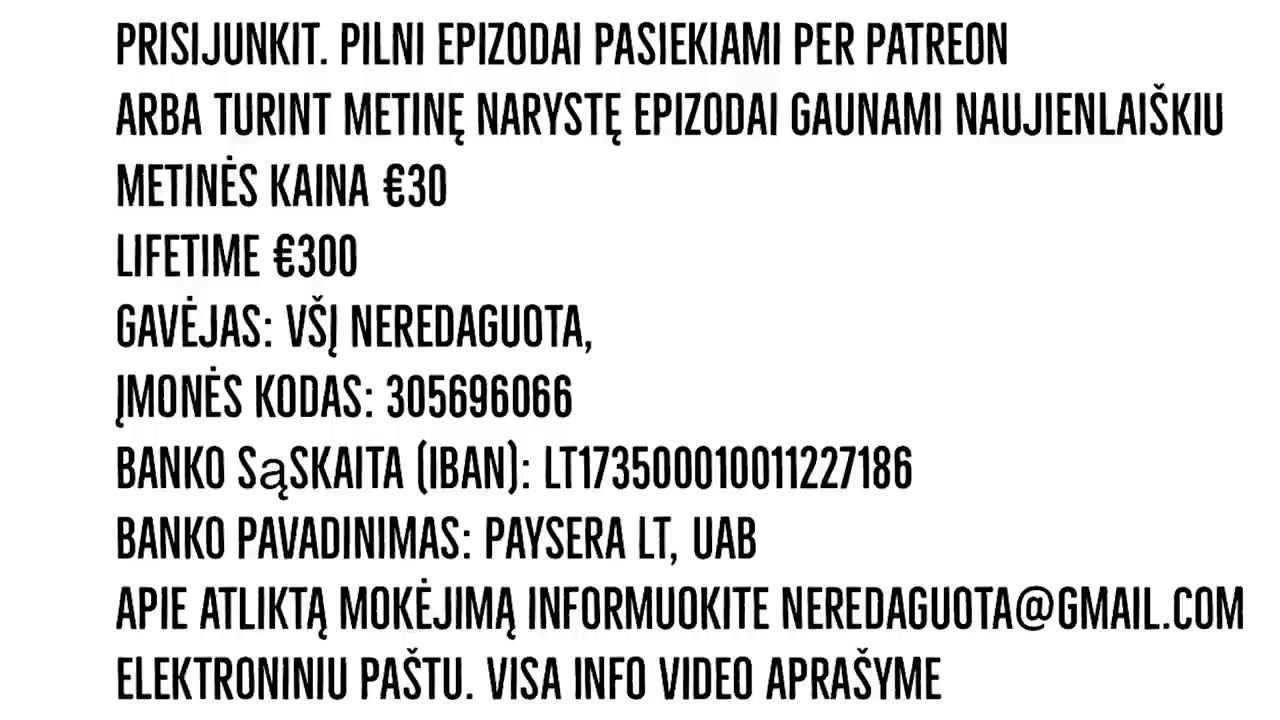 PRISIJUNKIT. PILNI EPIZODAI PASIEKIAMI PER PATREON
ARBA TURINT METINĘ NARYSTĘ EPIZODAI GAUNAMI NAUJIENLAIŠKIU
METINĖS KAINA €30
LIFETIME €300
GAVĖJAS: VŠĮ NEREDAGUOTA,
ĮMONĖS KODAS: 305696066
BANKO SąSKAITA (IBAN): LT173500010011227186
BANKO PAVADINIMAS: PAYSERA LT, UAB
APIE ATLIKTĄ MOKĖJIMĄ INFORMUOKITE NEREDAGUOTA@GMAIL.COM
ELEKTRONINIU PAŠTU. VISA INFO VIDEO APRAŠYME